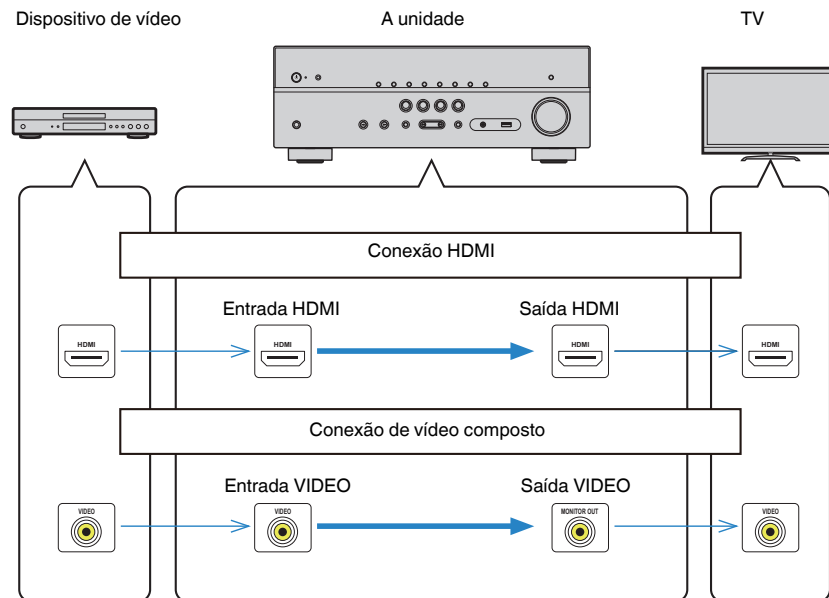 Dispositivo de vídeo
A unidade
TV
Conexão HDMI
Entrada HDMI
Saída HDMI
HDMI
HDMI
HDMI
HDMI
Conexão de vídeo composto
Entrada VIDEO
Saída VIDEO
VIDEO
VIDEO
MONITOR OUT
VIDEO